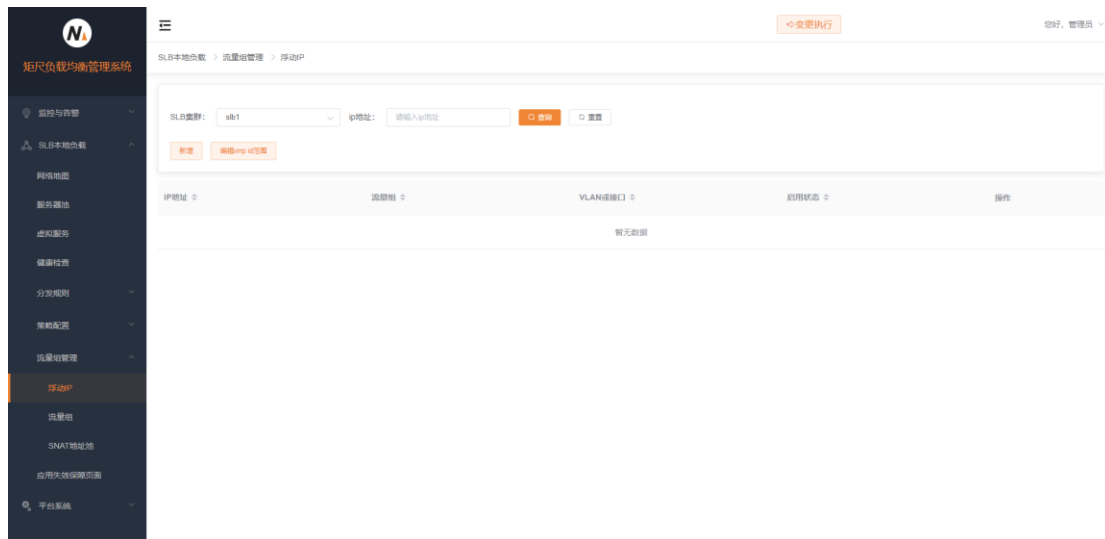 N
变更执行
您好，管理员
矩尺负载均衡管理系统
SLB本地负载 > 流量组管理 > 浮动IP
监控与告警
SLB本地负载
网络地图
服务器池
虚拟服务
健康检查
分发规则
策略配置
流量组管理
浮动IP
流量组
SNAT地址池
应用失效保障页面
平台系统
SLB集群： slb1 ip地址： 请输入ip地址 查询 重置
新增 编辑vrrp id范围
IP地址 流量组 VLAN或接口 启用状态 操作
暂无数据